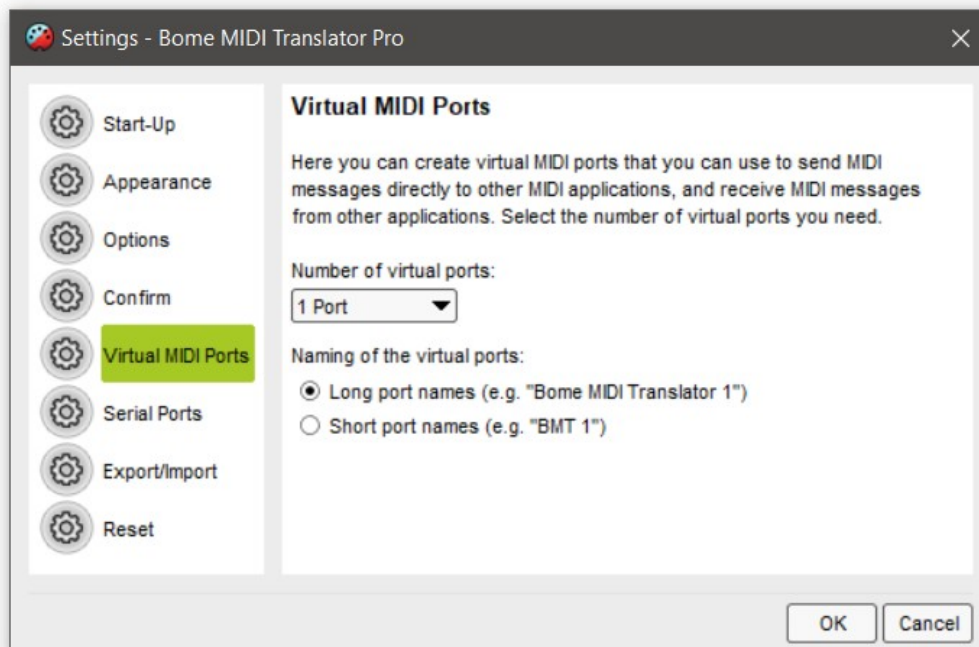 Settings - Bome MIDI Translator Pro
Start-Up
Appearance
Options
Confirm
Virtual MIDI Ports
Serial Ports
Export/Import
Reset
Virtual MIDI Ports
Here you can create virtual MIDI ports that you can use to send MIDI
messages directly to other MIDI applications, and receive MIDI messages
from other applications. Select the number of virtual ports you need.
Number of virtual ports:
1 Port
Naming of the virtual ports:
Long port names (e.g. "Bome MIDI Translator 1")
Short port names (e.g. "BMT 1")
OK
Cancel